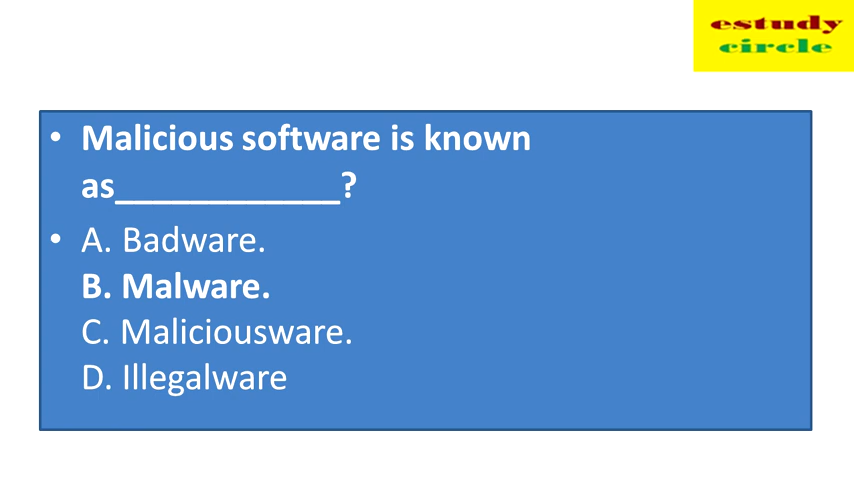 estudy
circle
• Malicious software is known
as____________?
• A. Badware.
B. Malware.
C. Maliciousware.
D. Illegalware